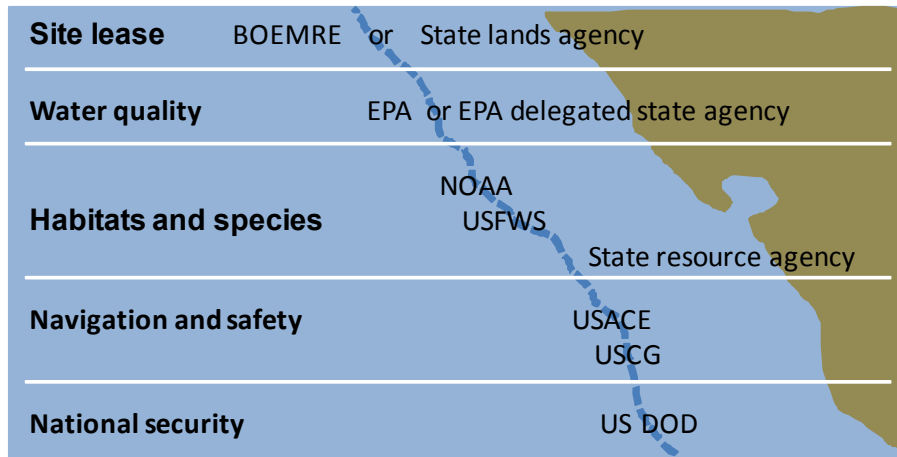 Site lease BOEMRE or State lands agency
Water quality EPA or EPA delegated state agency
NOAA
Habitats and species USFWS
State resource agency
Navigation and safety USACE
USCG
National security US DOD